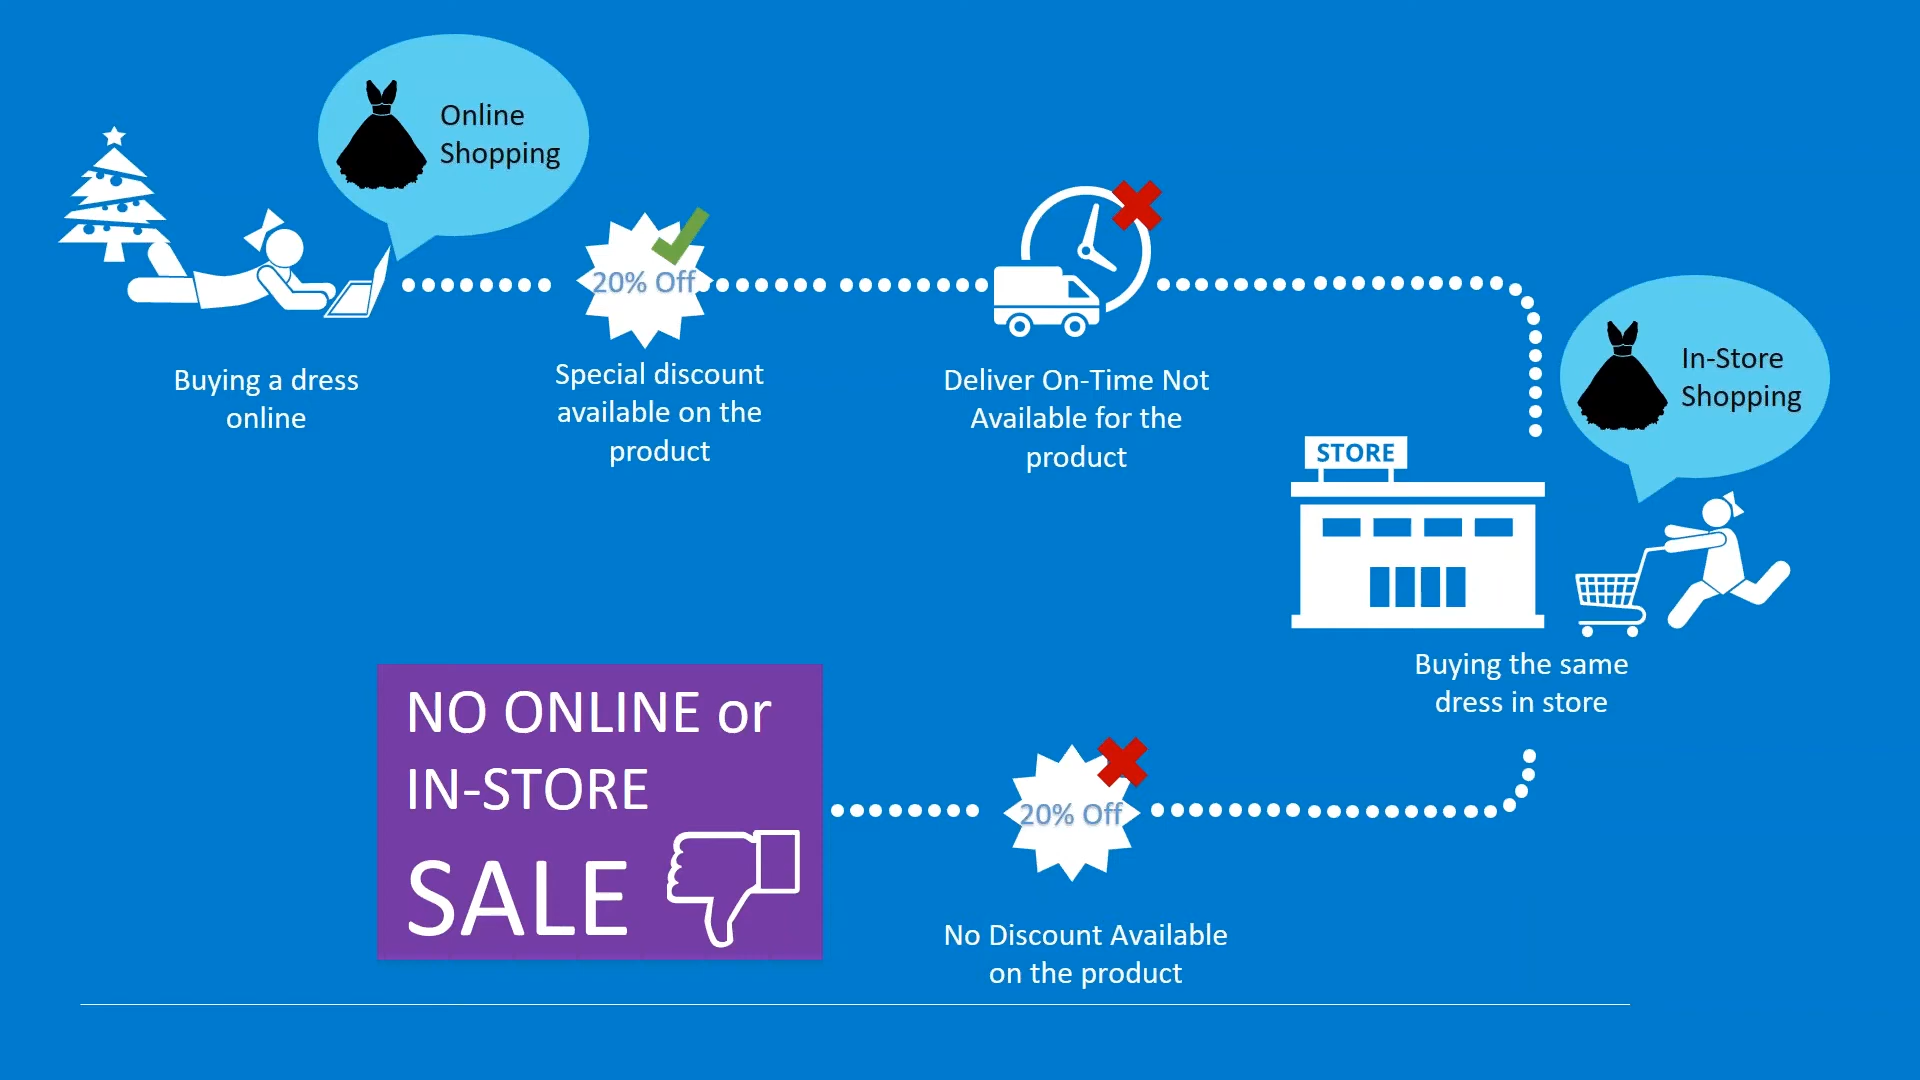 Online
Shopping
20% Off
Buying a dress
online
Special discount
available on the
product
Deliver On-Time Not
Available for the
product
In-Store
Shopping
STORE
Buying the same
dress in store
20% Off
No Discount Available
on the product
NO ONLINE or
IN-STORE
SALE